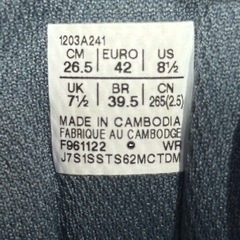 1203A241
CM EURO US
26.5 42 8½
UK BR CN
7½ 39.5 265(2.5)
MADE IN CAMBODIA
FABRIQUE AU CAMBODGE
F961122 WR
J7S1SSTS62MCTDM